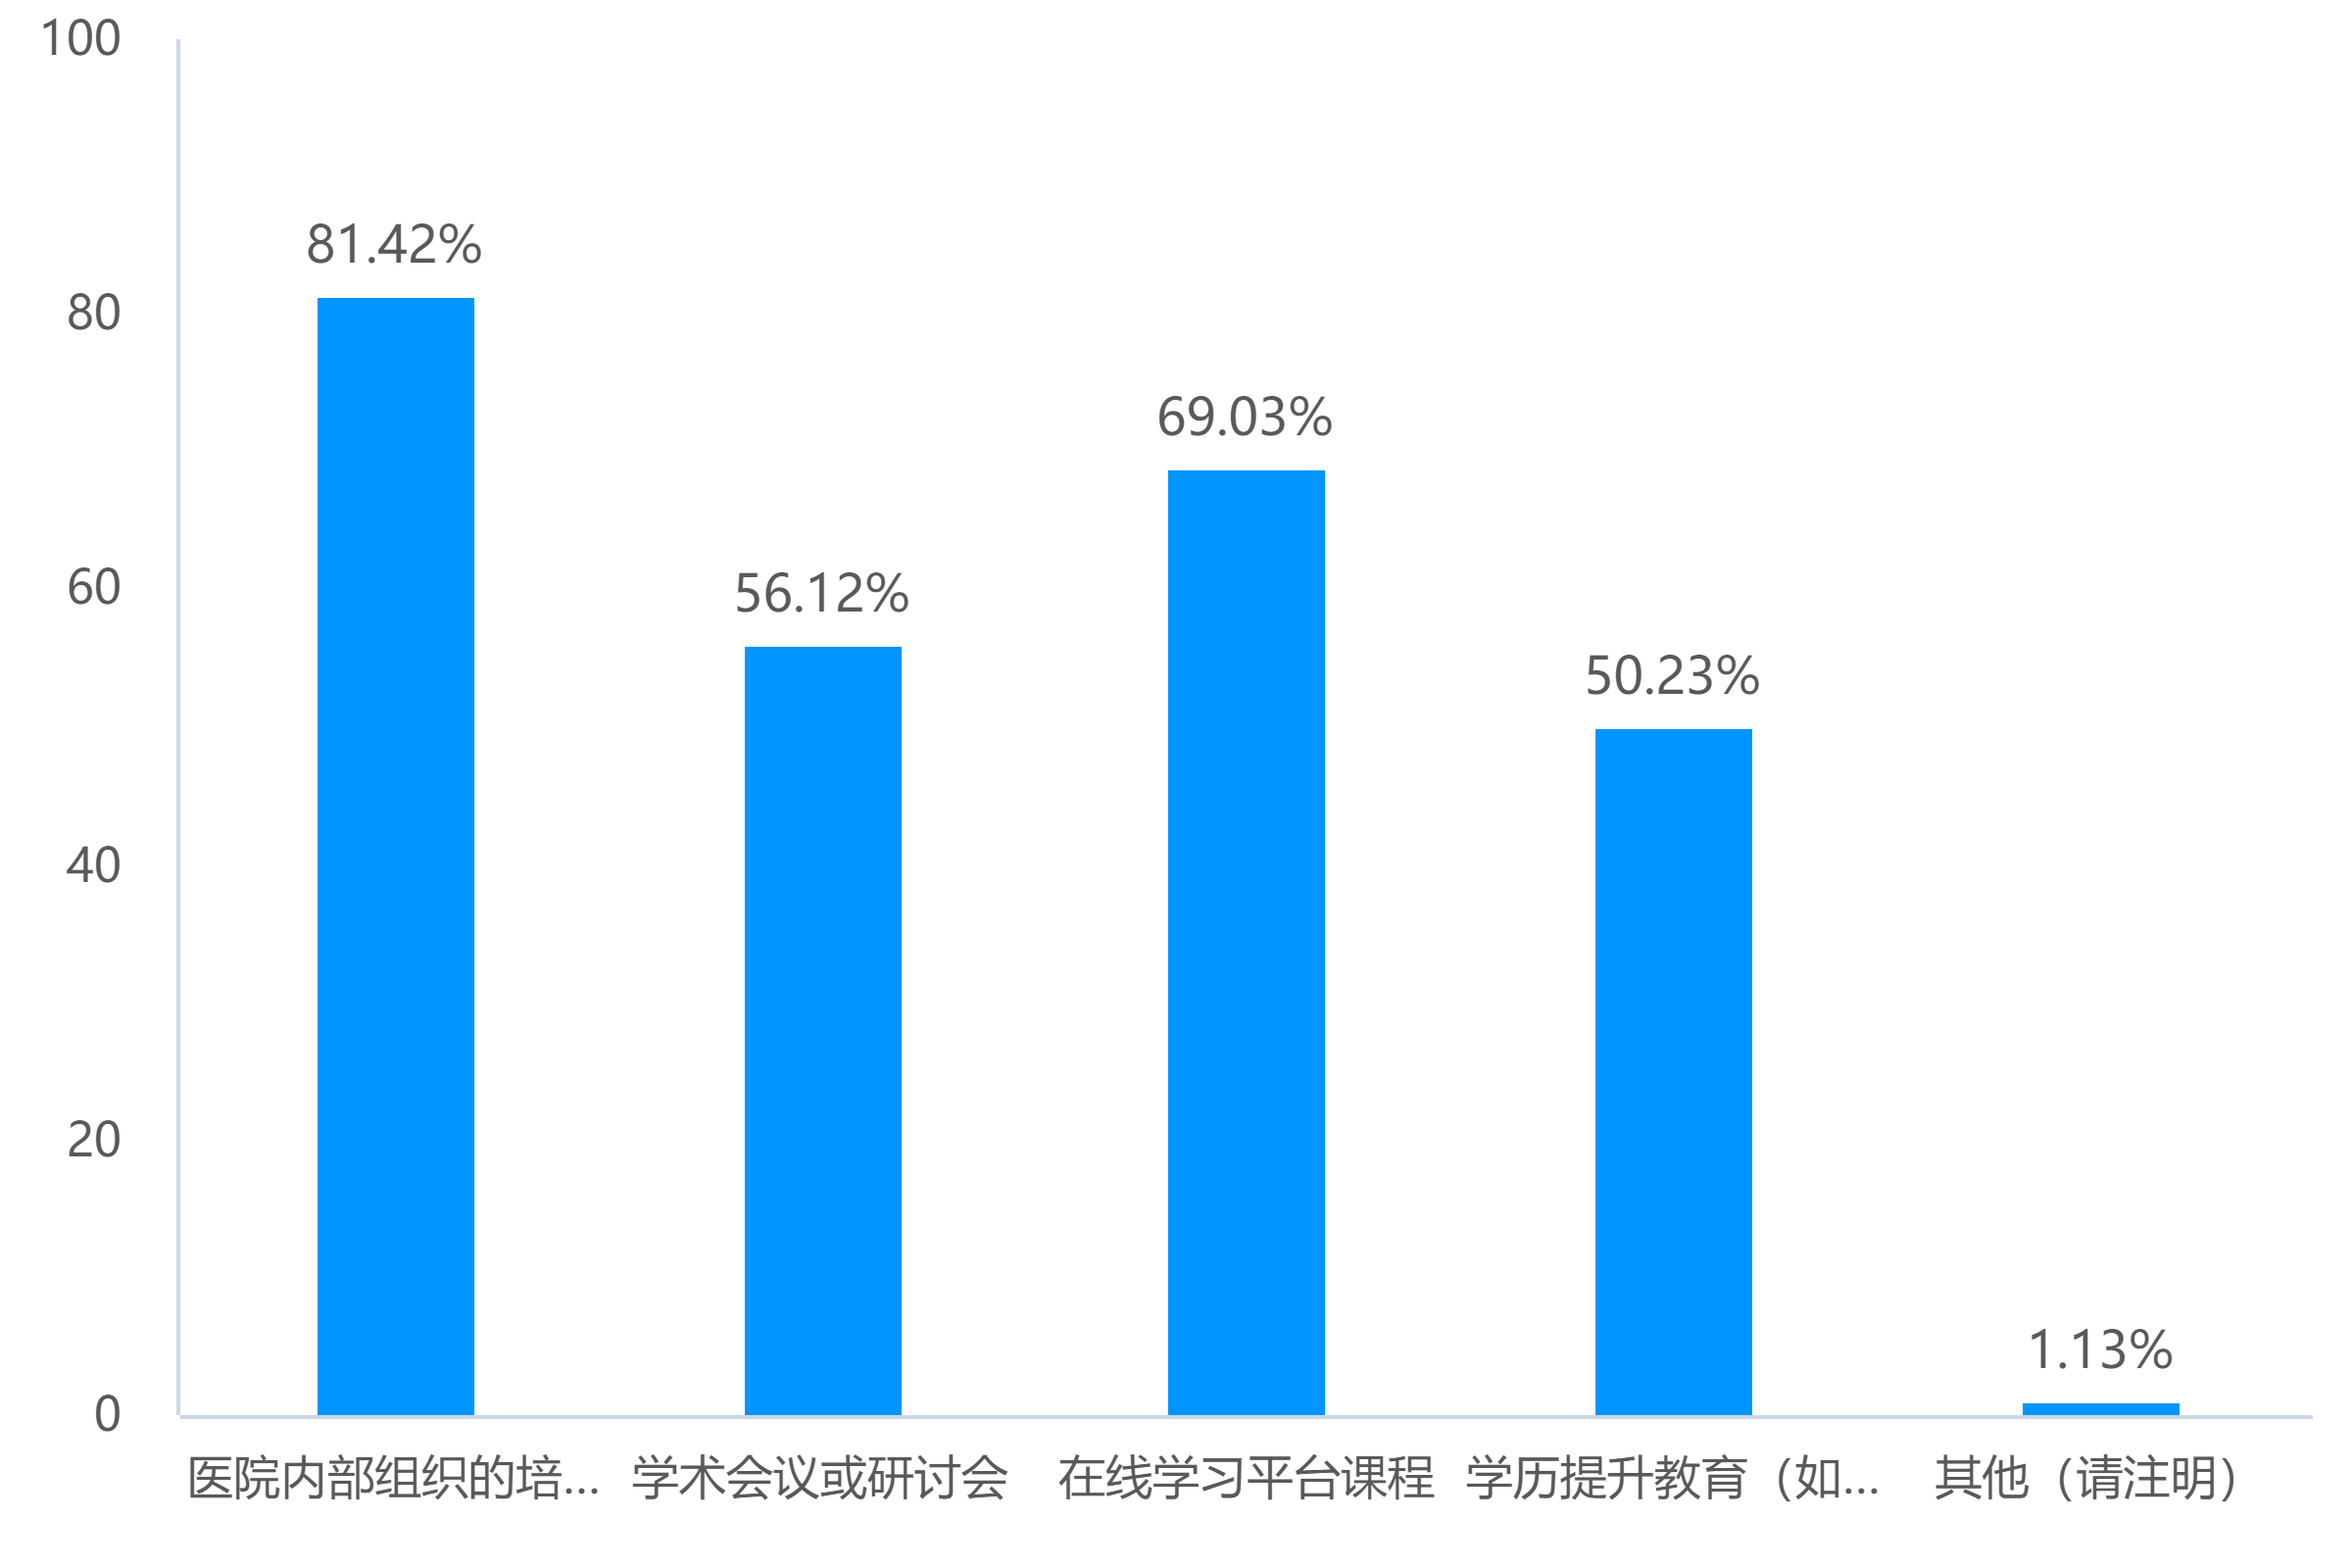 100
80
60
40
20
0
81.42%
56.12%
69.03%
50.23%
1.13%
医院内部组织的培...
学术会议或研讨会
在线学习平台课程
学历提升教育（如...
其他（请注明）